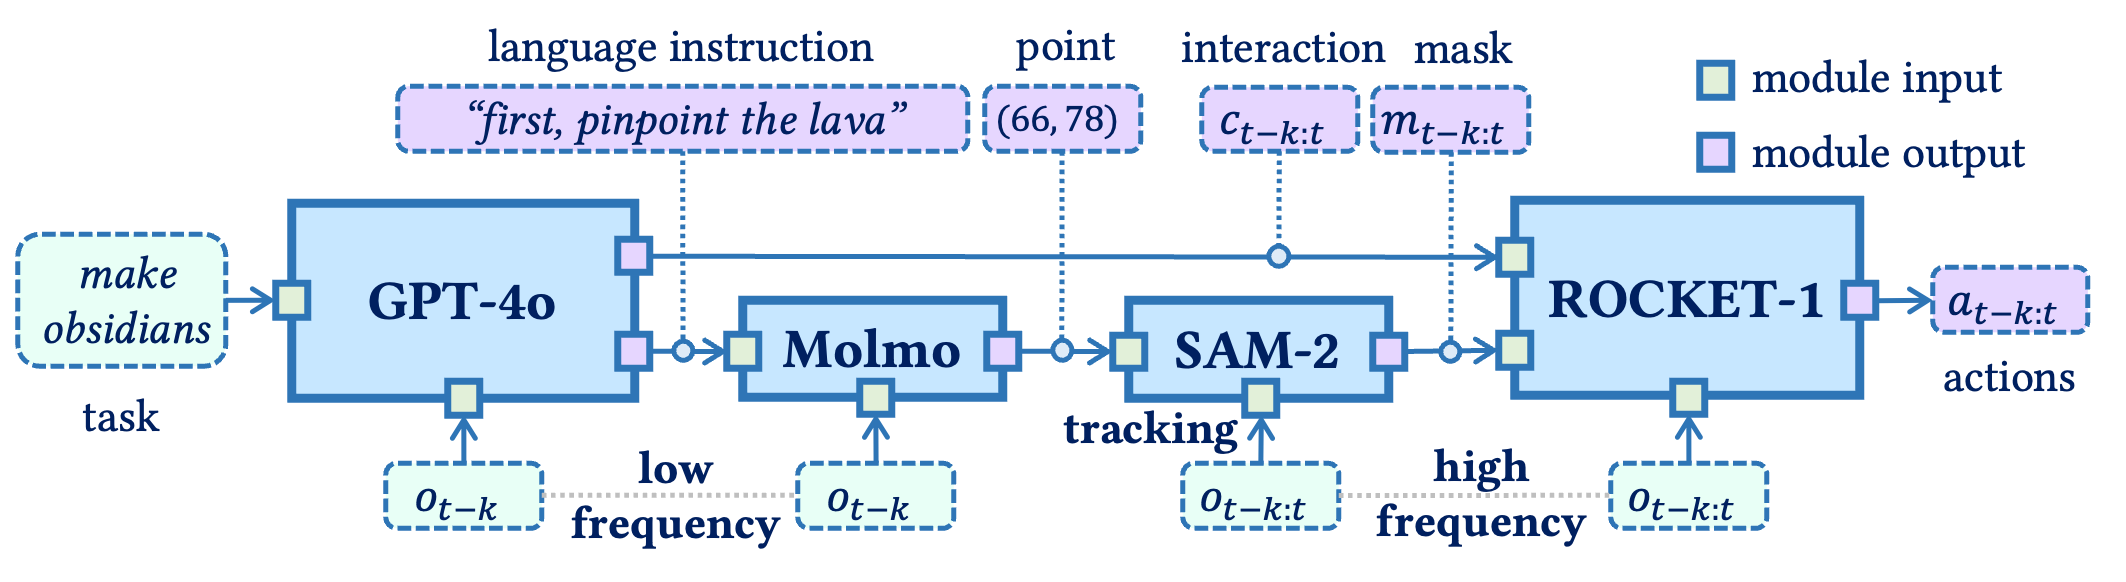 language instruction
point
interaction
mask
module input
module output
“first, pinpoint the lava”
(66, 78)
c_{t−k:t}
m_{t−k:t}
make
obsidians
task
GPT-4o
Molmo
SAM-2
ROCKET-1
a_{t−k:t}
actions
tracking
low
frequency
high
frequency
o_{t−k}
o_{t−k}
o_{t−k:t}
o_{t−k:t}